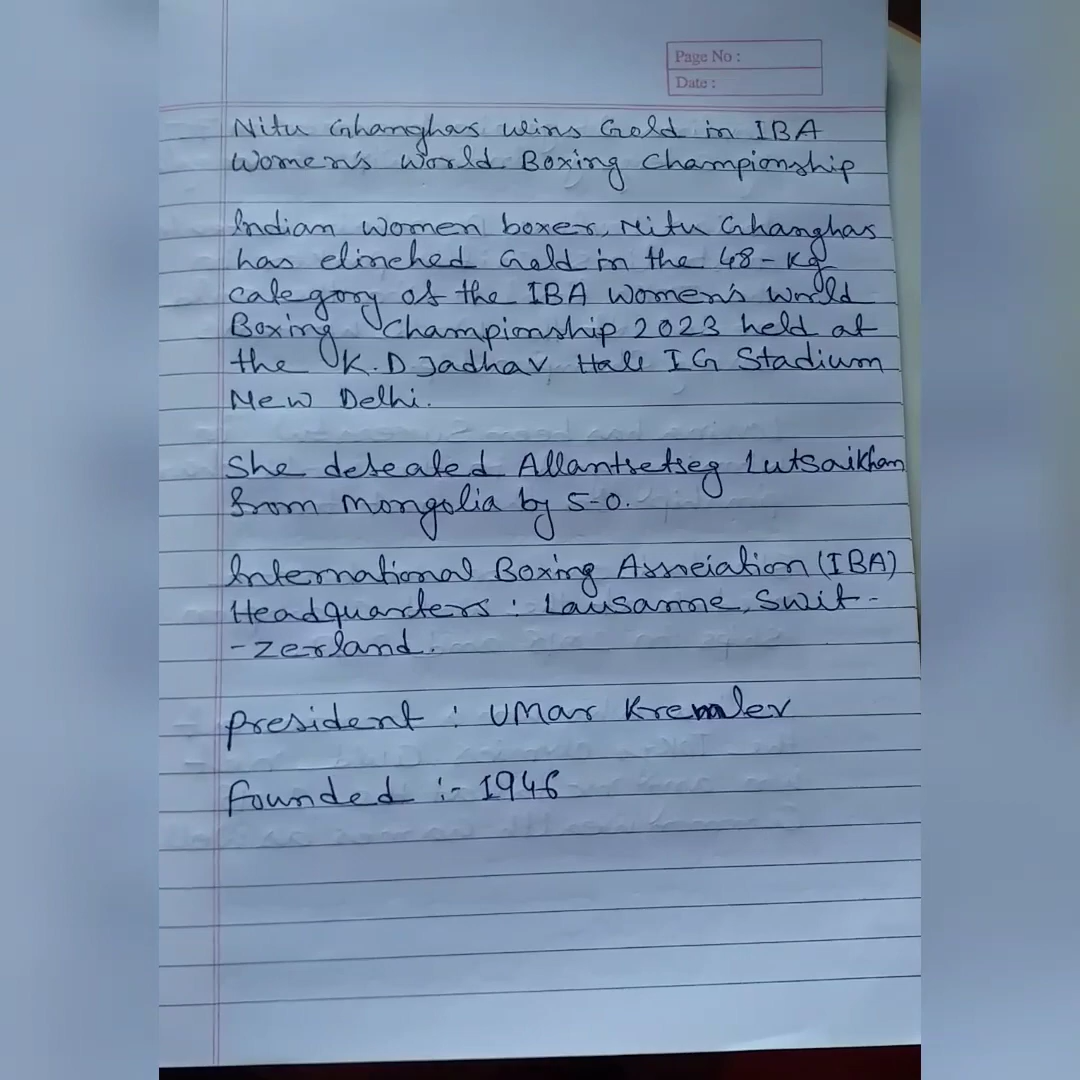 Page No :
Date :
Nitu Ghanghas wins Gold in IBA
Women's World Boxing Championship
Indian women boxer, Nitu Ghanghas
has clinched Gold in the 48-Kg
category of the IBA Women's World
Boxing Championship 2023 held at
the K.D Jadhav Hall IG Stadium
New Delhi.
She defeated Allantsetseg Lutsaikhan
from Mongolia by 5-0.
International Boxing Association (IBA)
Headquarters : Lausanne, Swit-
-zerland.
President : Umar Kremlev
Founded :- 1946